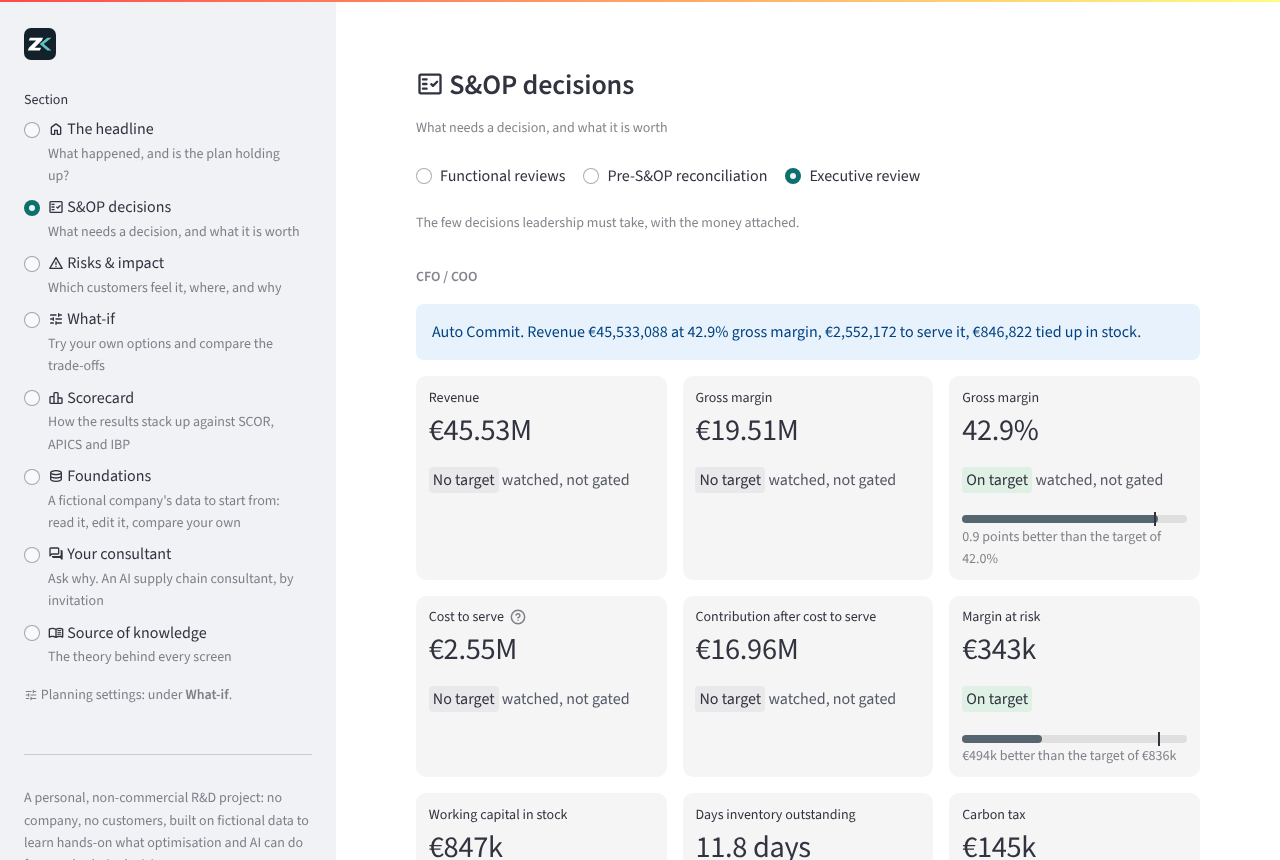 ZK
Section
The headline
What happened, and is the plan holding
up?
S&OP decisions
What needs a decision, and what it is worth
Risks & impact
Which customers feel it, where, and why
What-if
Try your own options and compare the
trade-offs
Scorecard
How the results stack up against SCOR,
APICS and IBP
Foundations
A fictional company's data to start from:
read it, edit it, compare your own
Your consultant
Ask why. An AI supply chain consultant, by
invitation
Source of knowledge
The theory behind every screen
Planning settings: under What-if.
A personal, non-commercial R&D project: no
company, no customers, built on fictional data to
learn hands-on what optimisation and AI can do
S&OP decisions
What needs a decision, and what it is worth
Functional reviews Pre-S&OP reconciliation Executive review
The few decisions leadership must take, with the money attached.
CFO / COO
Auto Commit. Revenue €45,533,088 at 42.9% gross margin, €2,552,172 to serve it, €846,822 tied up in stock.
Revenue
€45.53M
No target watched, not gated
Gross margin
€19.51M
No target watched, not gated
Gross margin
42.9%
On target watched, not gated
0.9 points better than the target of
42.0%
Cost to serve
€2.55M
No target watched, not gated
Contribution after cost to serve
€16.96M
No target watched, not gated
Margin at risk
€343k
On target
€494k better than the target of €836k
Working capital in stock
€847k
Days inventory outstanding
11.8 days
Carbon tax
€145k